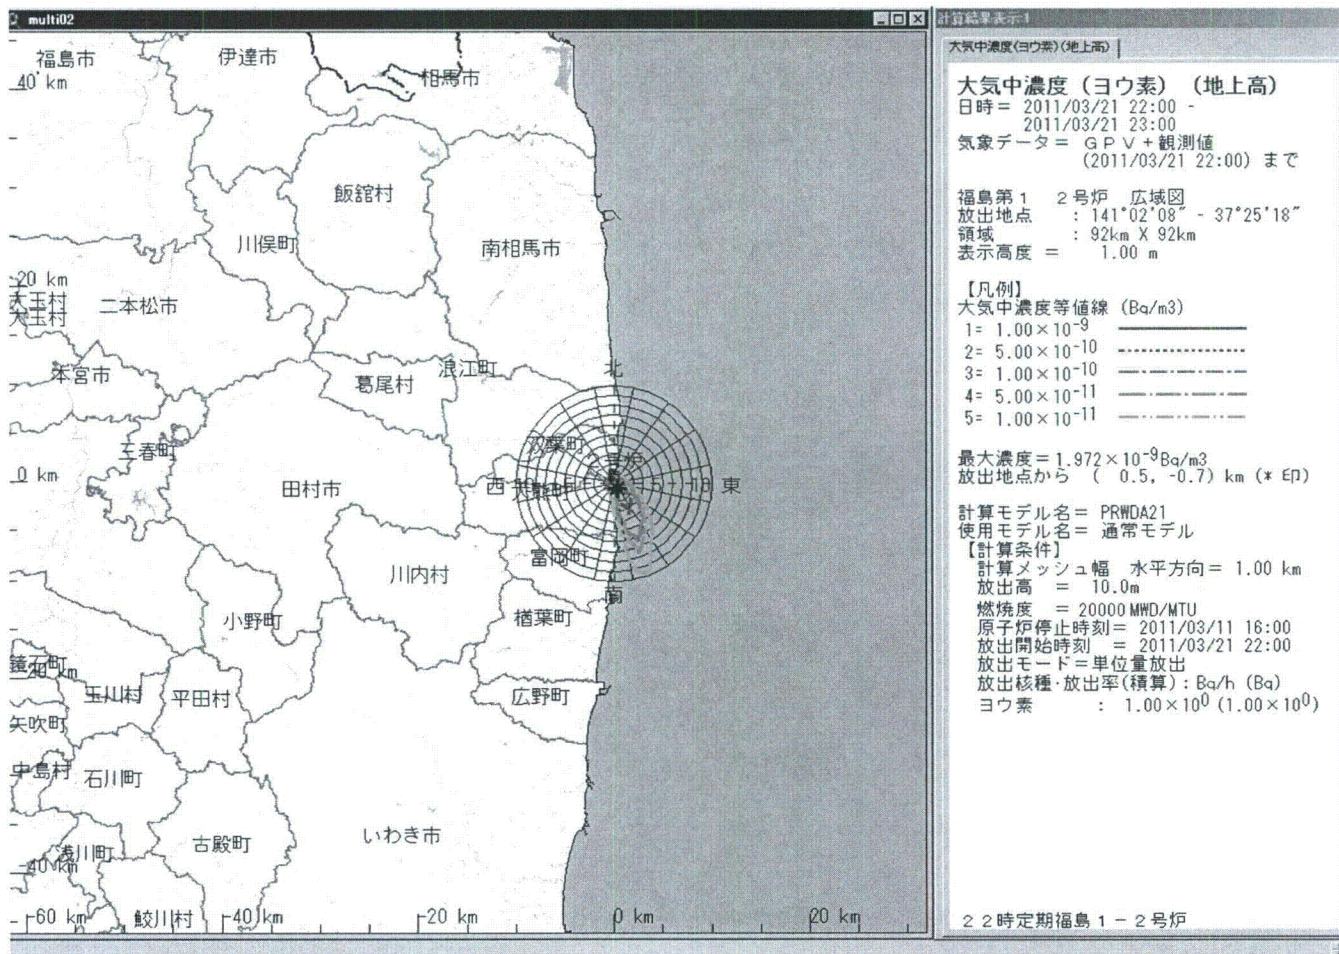 multi02
福島市
伊達市
相馬市
40' km
飯舘村
川俣町
南相馬市
20 km
大玉村
大玉村
二本松市
本宮市
葛尾村
浪江町
北
三春町
双葉町
0 km
田村市
西
大熊町
東
富岡町
川内村
南
小野町
楢葉町
鏡石町
玉川村
平田村
広野町
矢吹町
中島村
石川町
いわき市
古殿町
浅川町
-40 km
鮫川村
-60 km
-40 km
-20 km
0 km
20 km
計算結果表示:1
大気中濃度(ヨウ素)(地上高)
大気中濃度(ヨウ素) (地上高)
日時= 2011/03/21 22:00 -
2011/03/21 23:00
気象データ= GPV+観測値
(2011/03/21 22:00) まで
福島第1 2号炉 広域図
放出地点 : 141°02'08" - 37°25'18"
領域 : 92km X 92km
表示高度 = 1.00 m
【凡例】
大気中濃度等値線 (Bq/m3)
1= 1.00×10⁻⁹
2= 5.00×10⁻¹⁰
3= 1.00×10⁻¹⁰
4= 5.00×10⁻¹¹
5= 1.00×10⁻¹¹
最大濃度=1.972×10⁻⁹Bq/m3
放出地点から ( 0.5, -0.7) km (* 印)
計算モデル名= PRWDA21
使用モデル名= 通常モデル
【計算条件】
計算メッシュ幅 水平方向= 1.00 km
放出高 = 10.0m
燃焼度 = 20000MWD/MTU
原子炉停止時刻= 2011/03/11 16:00
放出開始時刻 = 2011/03/21 22:00
放出モード=単位量放出
放出核種・放出率(積算):Bq/h (Bq)
ヨウ素 : 1.00×10⁰ (1.00×10⁰)
22時定期福島1-2号炉